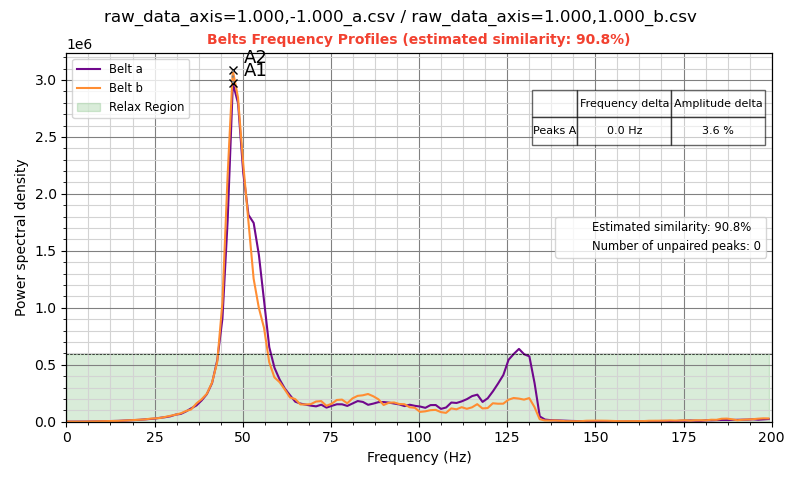 raw_data_axis=1.000,-1.000_a.csv / raw_data_axis=1.000,1.000_b.csv
Belts Frequency Profiles (estimated similarity: 90.8%)
1e6
Belt a
Belt b
Relax Region
A2
A1
Frequency delta Amplitude delta
Peaks A 0.0 Hz 3.6 %
Estimated similarity: 90.8%
Number of unpaired peaks: 0
Power spectral density
3.0
2.5
2.0
1.5
1.0
0.5
0.0
0 25 50 75 100 125 150 175 200
Frequency (Hz)